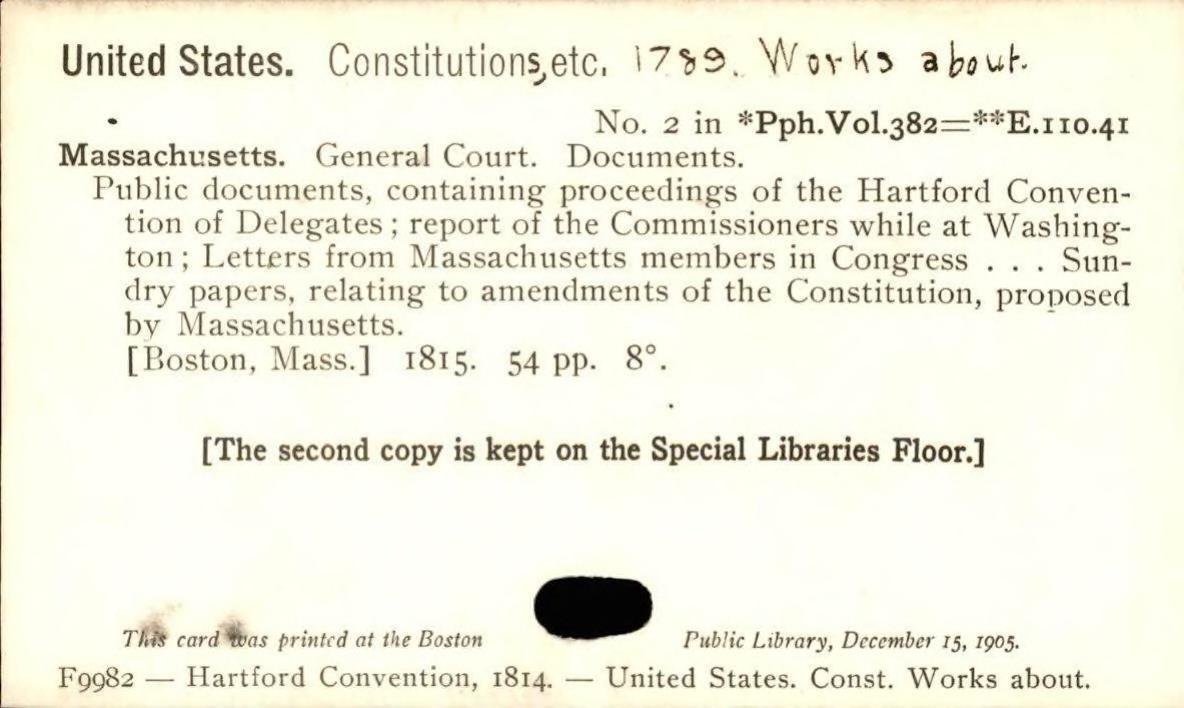 United States. Constitutions, etc. 1789. Works about.
No. 2 in *Pph.Vol.382=**E.110.41
Massachusetts. General Court. Documents.
Public documents, containing proceedings of the Hartford Conven-
tion of Delegates; report of the Commissioners while at Washing-
ton; Letters from Massachusetts members in Congress . . . Sun-
dry papers, relating to amendments of the Constitution, proposed
by Massachusetts.
[Boston, Mass.] 1815. 54 pp. 8°.
[The second copy is kept on the Special Libraries Floor.]
This card was printed at the Boston Public Library, December 15, 1905.
F9982 — Hartford Convention, 1814. — United States. Const. Works about.